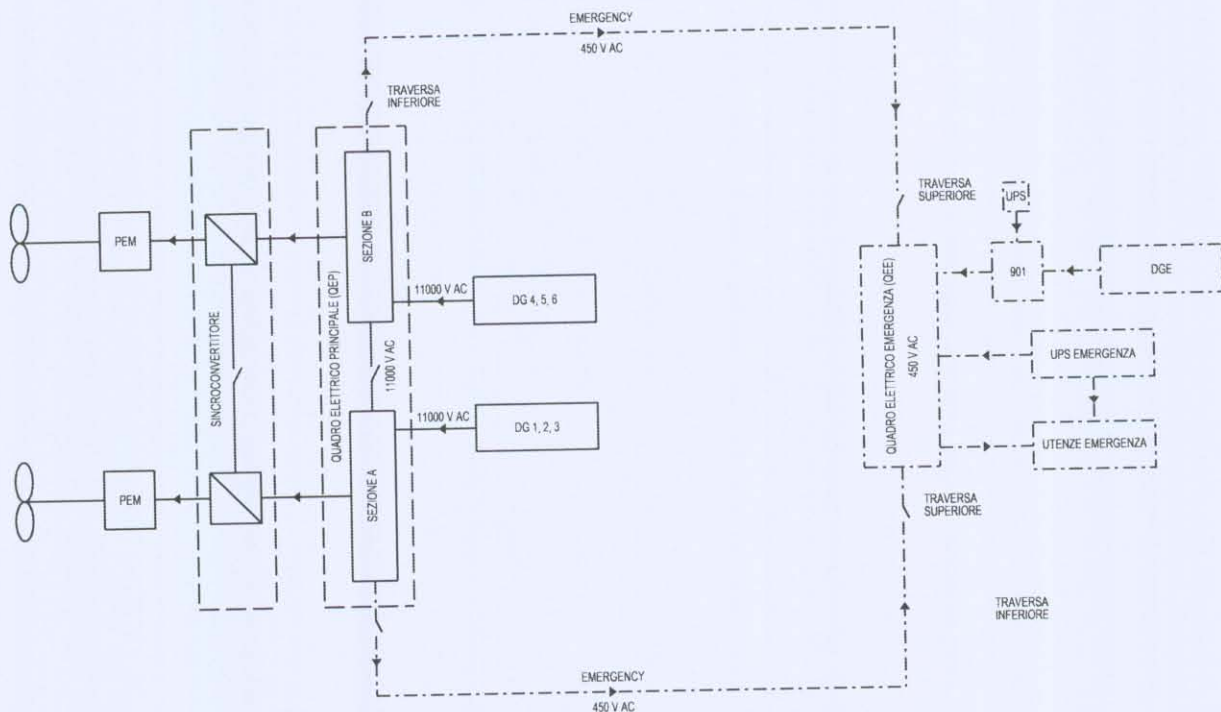 EMERGENCY
450 V AC
TRAVERSA
INFERIORE
TRAVERSA
SUPERIORE
UPS
PEM
SEZIONE B
901
DGE
11000 V AC
DG 4, 5, 6
SINCROCONVERTITORE
QUADRO ELETTRICO PRINCIPALE (QEP)
11000 V AC
QUADRO ELETTRICO EMERGENZA (QEE)
450 V AC
UPS EMERGENZA
11000 V AC
DG 1, 2, 3
UTENZE EMERGENZA
PEM
SEZIONE A
TRAVERSA
SUPERIORE
TRAVERSA
INFERIORE
EMERGENCY
450 V AC